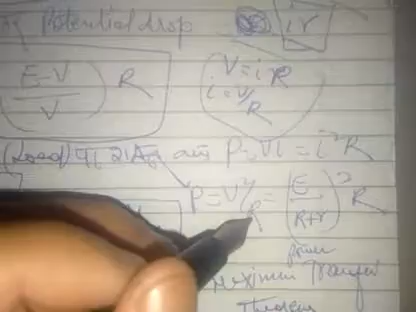 Potential drop ir
(E-V / V) R
V = iR
i = V/R
(Load) P = Vi = i²R
P = V²/R = (E / R+r)² R
power
Maximum Transfer
Theorem